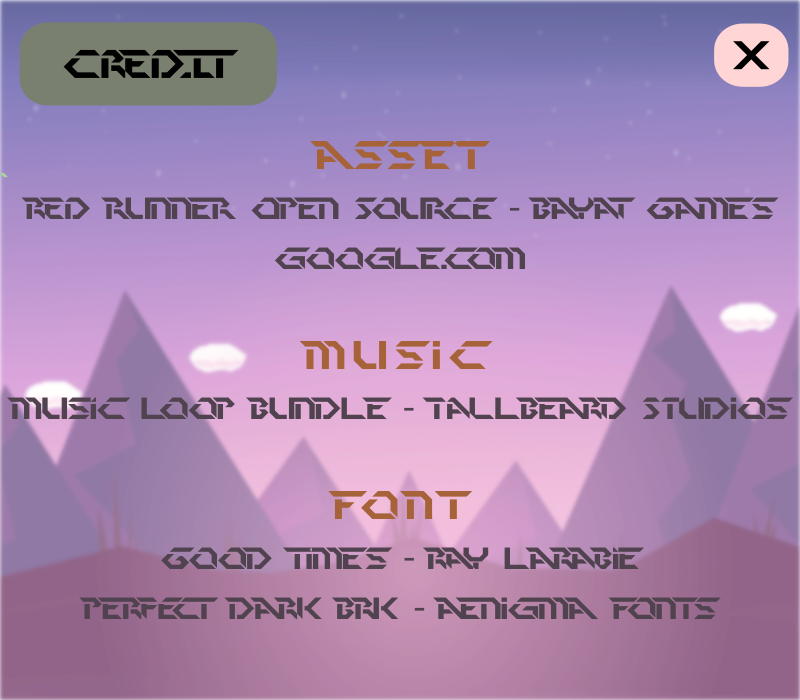 CREDIT
X
ASSET
RED RUNNER OPEN SOURCE - BAYAT GAMES
GOOGLE.COM
MUSIC
MUSIC LOOP BUNDLE - TALLBEARD STUDIOS
FONT
GOOD TIMES - RAY LARABIE
PERFECT DARK BRK - AENIGMA FONTS